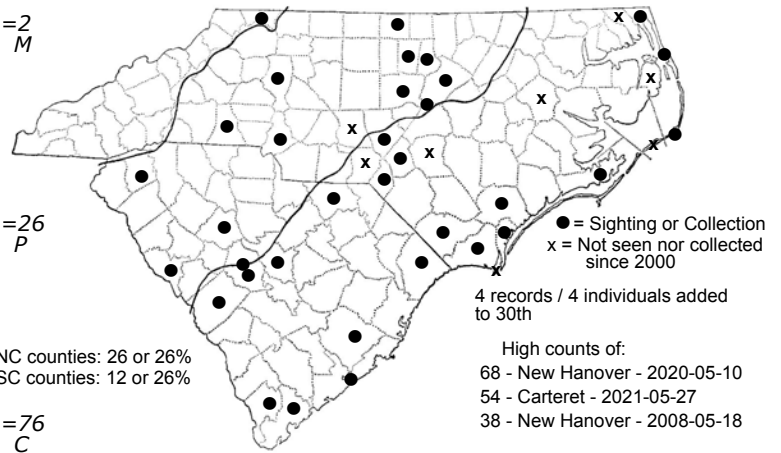 =2
M
=26
P
=76
C
NC counties: 26 or 26%
SC counties: 12 or 26%
x
x
x
x
x
x
x
x
● = Sighting or Collection
x = Not seen nor collected
since 2000
4 records / 4 individuals added
to 30th
High counts of:
68 - New Hanover - 2020-05-10
54 - Carteret - 2021-05-27
38 - New Hanover - 2008-05-18